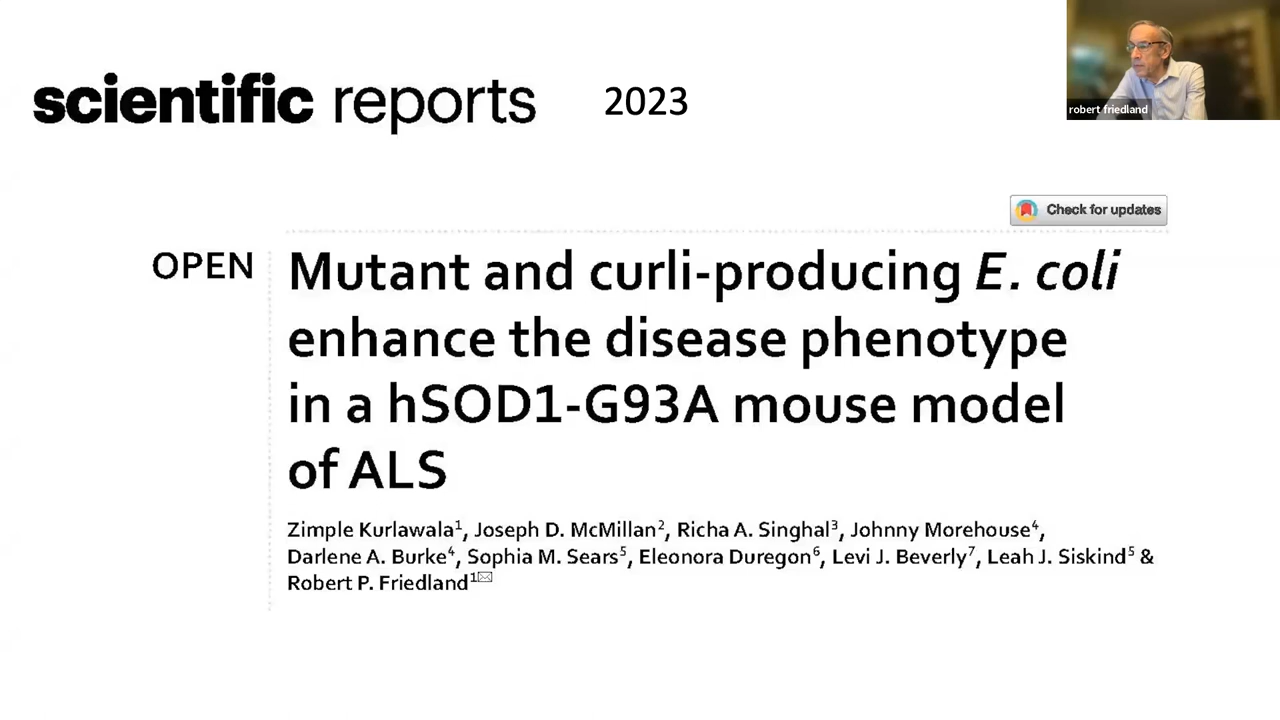 robert friedland
scientific reports 2023
Check for updates
OPEN
Mutant and curli-producing E. coli
enhance the disease phenotype
in a hSOD1-G93A mouse model
of ALS
Zimple Kurlawala¹, Joseph D. McMillan², Richa A. Singhal³, Johnny Morehouse⁴,
Darlene A. Burke⁴, Sophia M. Sears⁵, Eleonora Duregon⁶, Levi J. Beverly⁷, Leah J. Siskind⁵ &
Robert P. Friedland¹✉